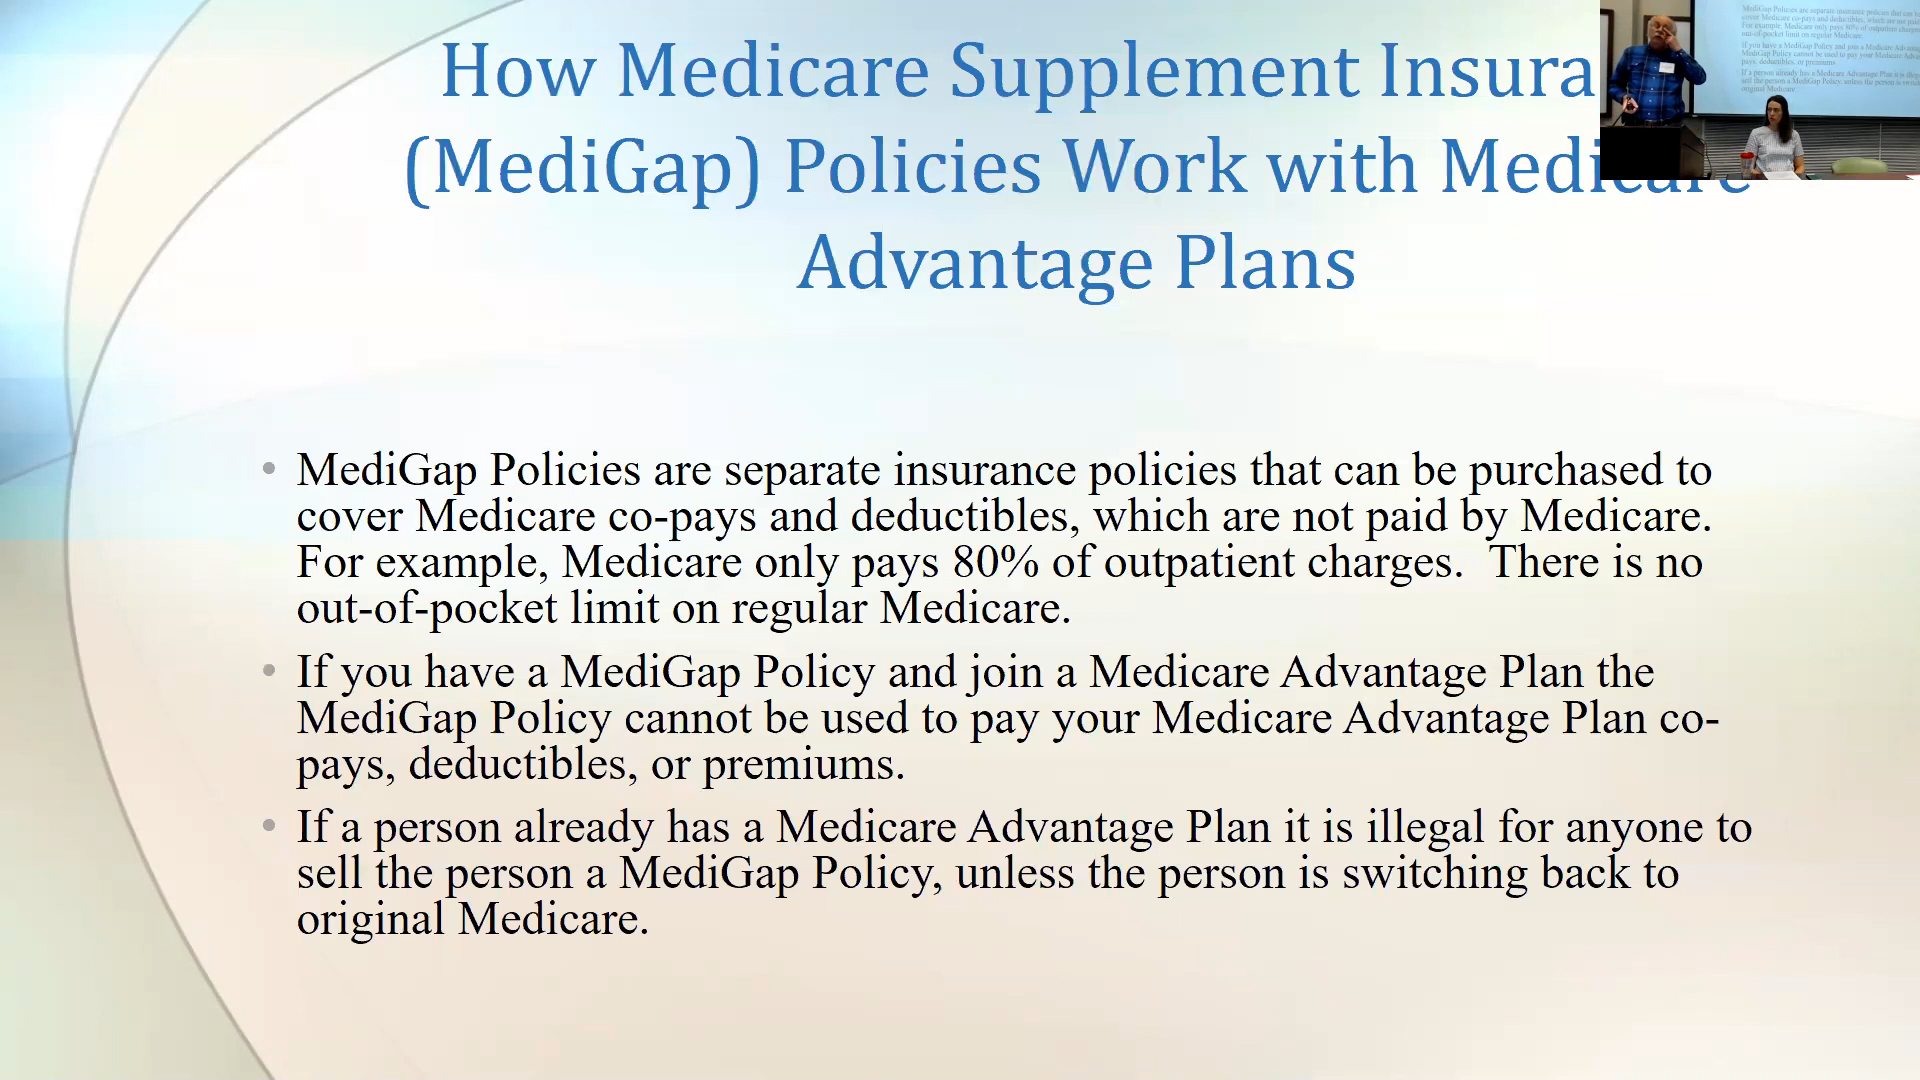 How Medicare Supplement Insura
(MediGap) Policies Work with Medicare
Advantage Plans
• MediGap Policies are separate insurance policies that can be purchased to
cover Medicare co-pays and deductibles, which are not paid by Medicare.
For example, Medicare only pays 80% of outpatient charges.  There is no
out-of-pocket limit on regular Medicare.
• If you have a MediGap Policy and join a Medicare Advantage Plan the
MediGap Policy cannot be used to pay your Medicare Advantage Plan co-
pays, deductibles, or premiums.
• If a person already has a Medicare Advantage Plan it is illegal for anyone to
sell the person a MediGap Policy, unless the person is switching back to
original Medicare.